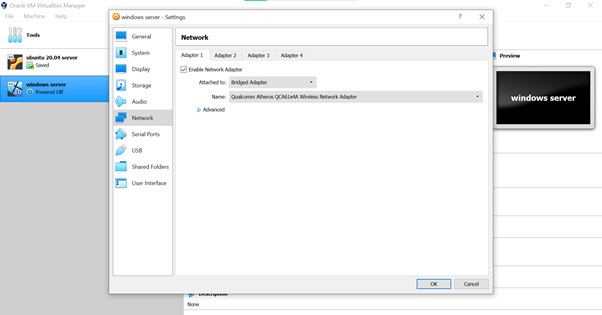 Oracle VM VirtualBox Manager
File Machine Help
Tools
ubuntu 20.04 server
Saved
windows server
Powered Off
windows server - Settings
?
General
System
Display
Storage
Audio
Network
Serial Ports
USB
Shared Folders
User Interface
Network
Adapter 1 Adapter 2 Adapter 3 Adapter 4
Enable Network Adapter
Attached to: Bridged Adapter
Name: Qualcomm Atheros QCA61x4A Wireless Network Adapter
Advanced
OK Cancel
Preview
windows server
Description
None